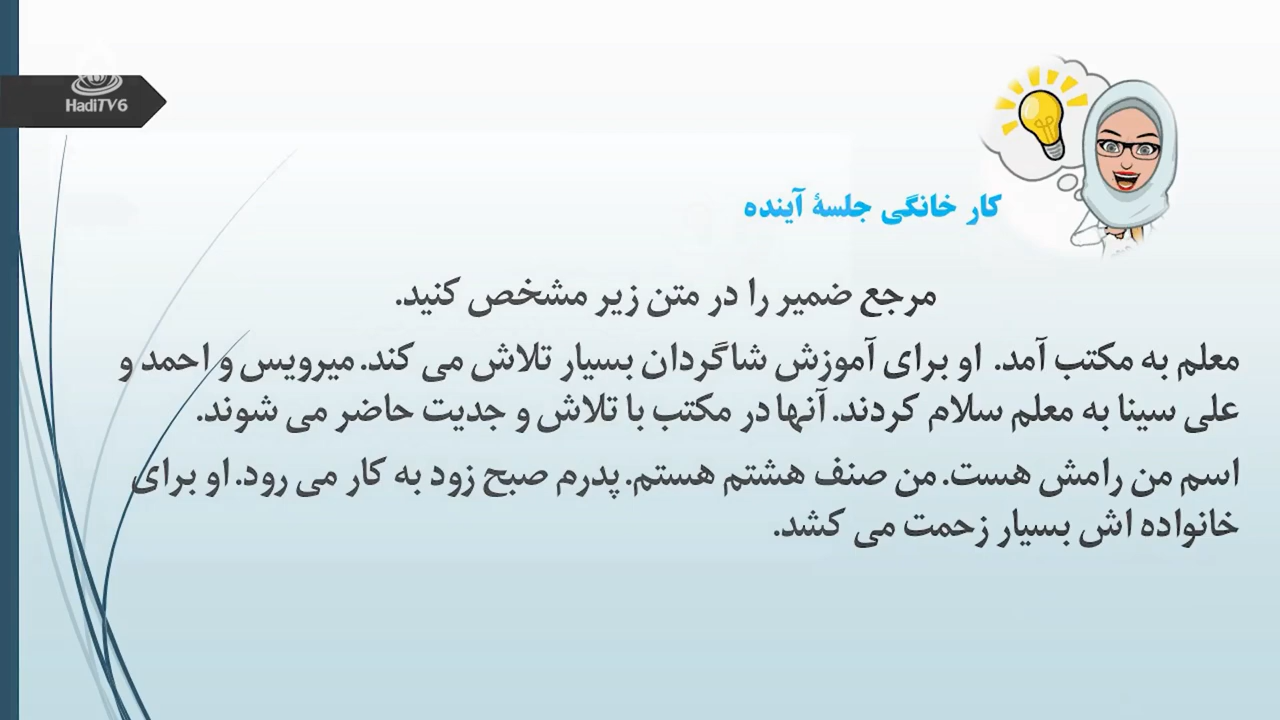 HadiTV6
کار خانگی جلسۀ آینده
مرجع ضمیر را در متن زیر مشخص کنید.
معلم به مکتب آمد. او برای آموزش شاگردان بسیار تلاش می کند. میرویس و احمد و
علی سینا به معلم سلام کردند. آنها در مکتب با تلاش و جدیت حاضر می شوند.
اسم من رامش هست. من صنف هشتم هستم. پدرم صبح زود به کار می رود. او برای
خانواده اش بسیار زحمت می کشد.